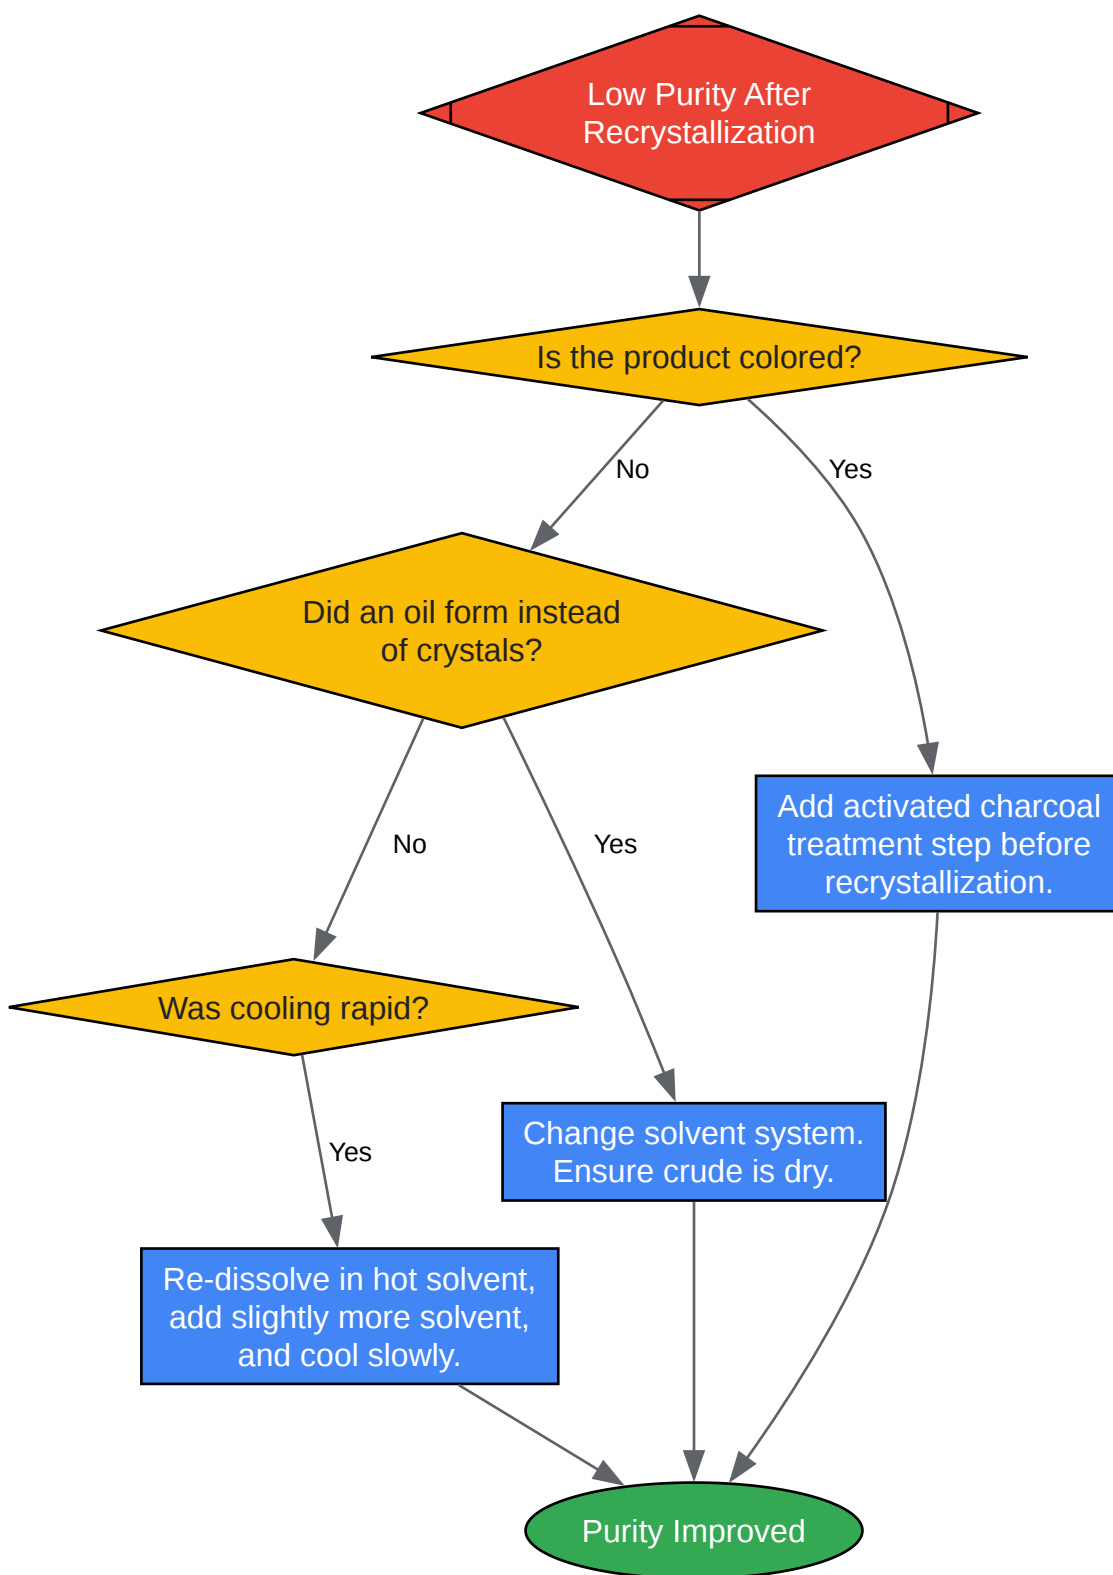 Low Purity After
Recrystallization
Is the product colored?
No
Yes
Did an oil form instead
of crystals?
Add activated charcoal
treatment step before
recrystallization.
No
Yes
Was cooling rapid?
Change solvent system.
Ensure crude is dry.
Yes
Re-dissolve in hot solvent,
add slightly more solvent,
and cool slowly.
Purity Improved